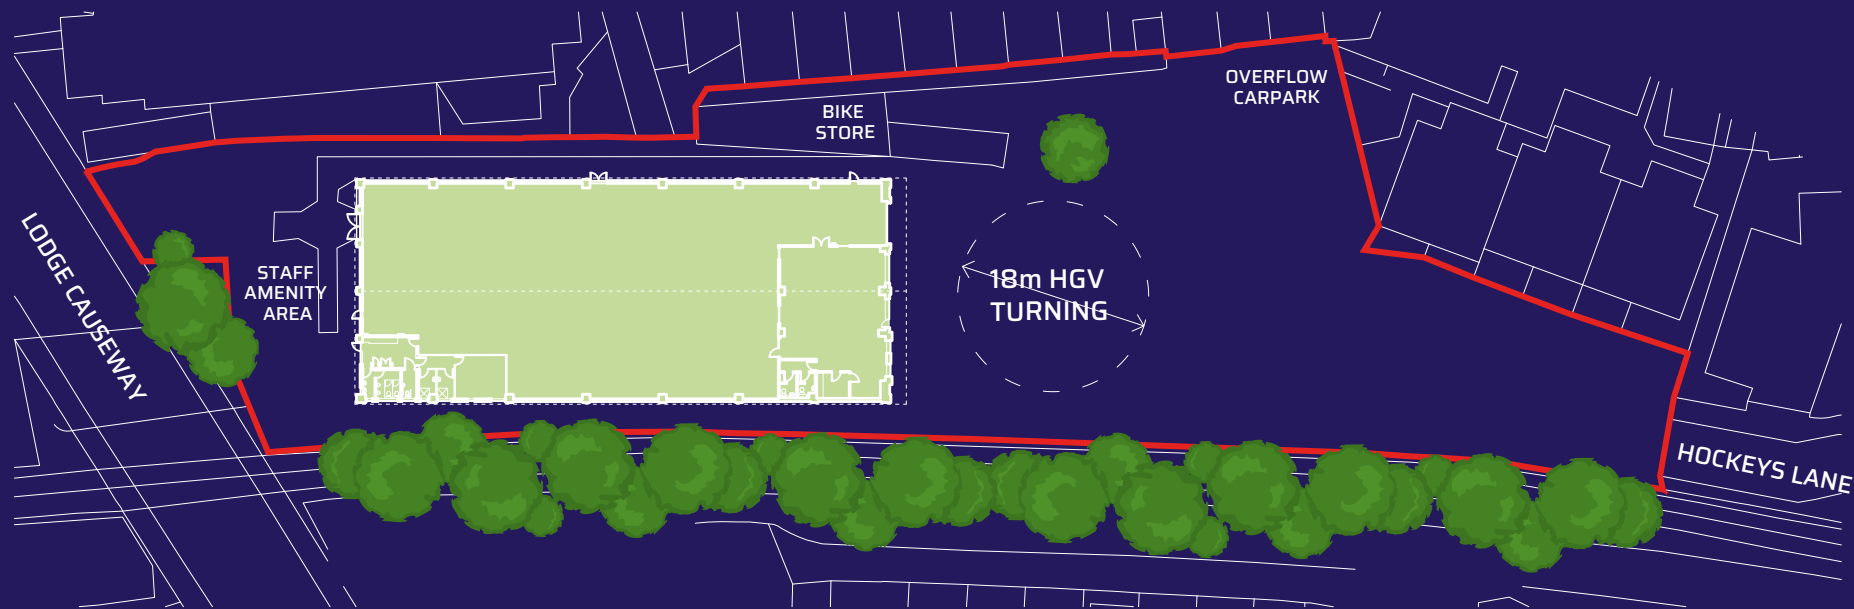 OVERFLOW
CARPARK
BIKE
STORE
LODGE CAUSEWAY
STAFF
AMENITY
AREA
18m HGV
TURNING
HOCKEYS LANE